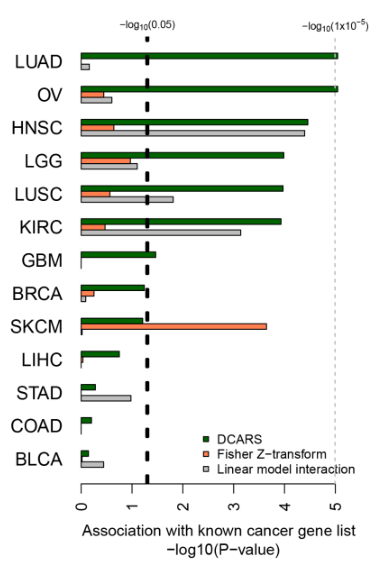 −log10(0.05) −log10(1x10−5)
LUAD
OV
HNSC
LGG
LUSC
KIRC
GBM
BRCA
SKCM
LIHC
STAD
COAD
BLCA
DCARS
Fisher Z−transform
Linear model interaction
0 1 2 3 4 5
Association with known cancer gene list
−log10(P−value)